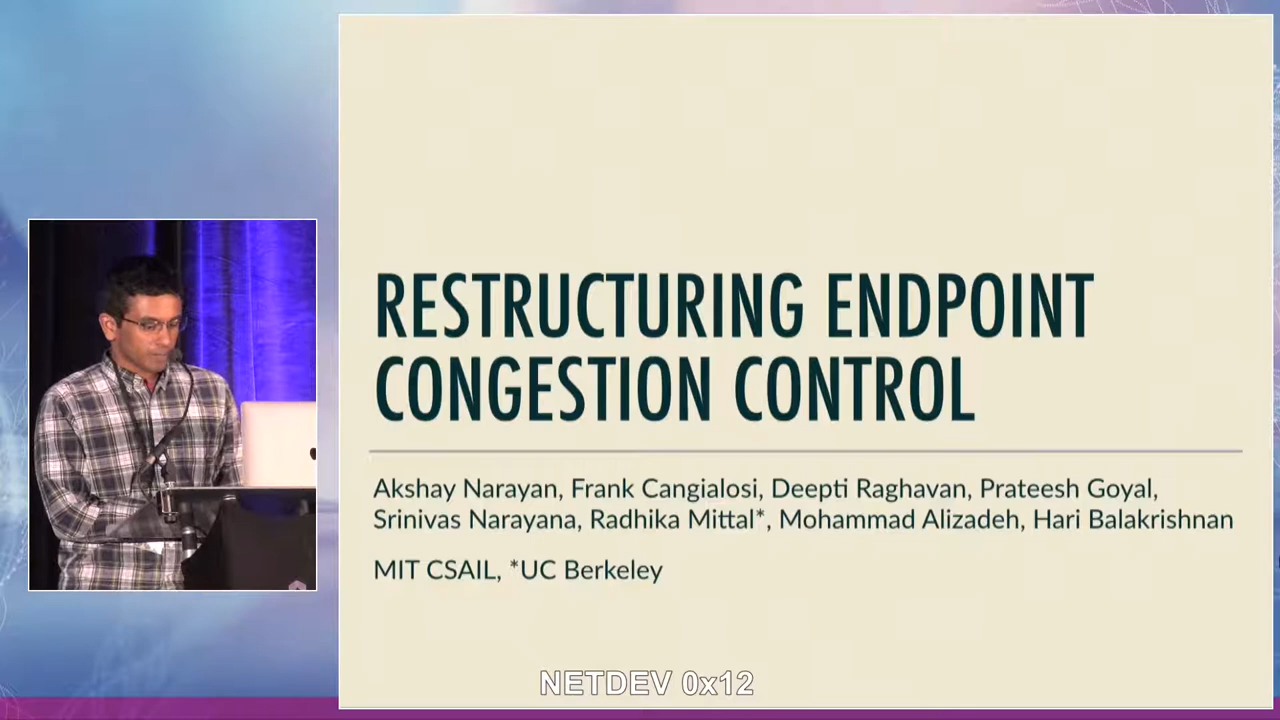 RESTRUCTURING ENDPOINT
CONGESTION CONTROL
Akshay Narayan, Frank Cangialosi, Deepti Raghavan, Prateesh Goyal,
Srinivas Narayana, Radhika Mittal*, Mohammad Alizadeh, Hari Balakrishnan
MIT CSAIL, *UC Berkeley
NETDEV 0x12